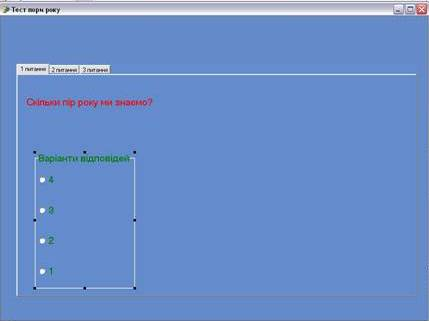 Тест пори року
1 питання 2 питання 3 питання
Скільки пір року ми знаємо?
Варіанти відповідей
4
3
2
1